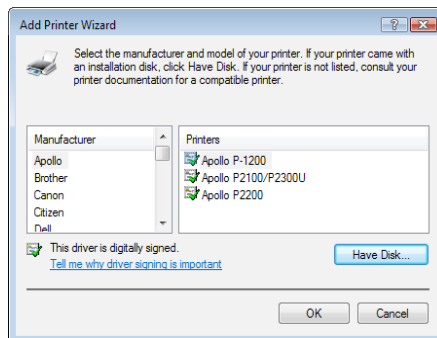 Add Printer Wizard
Select the manufacturer and model of your printer. If your printer came with
an installation disk, click Have Disk. If your printer is not listed, consult your
printer documentation for a compatible printer.
Manufacturer
Apollo
Brother
Canon
Citizen
Dell
Printers
Apollo P-1200
Apollo P2100/P2300U
Apollo P2200
This driver is digitally signed.
Tell me why driver signing is important
Have Disk...
OK
Cancel